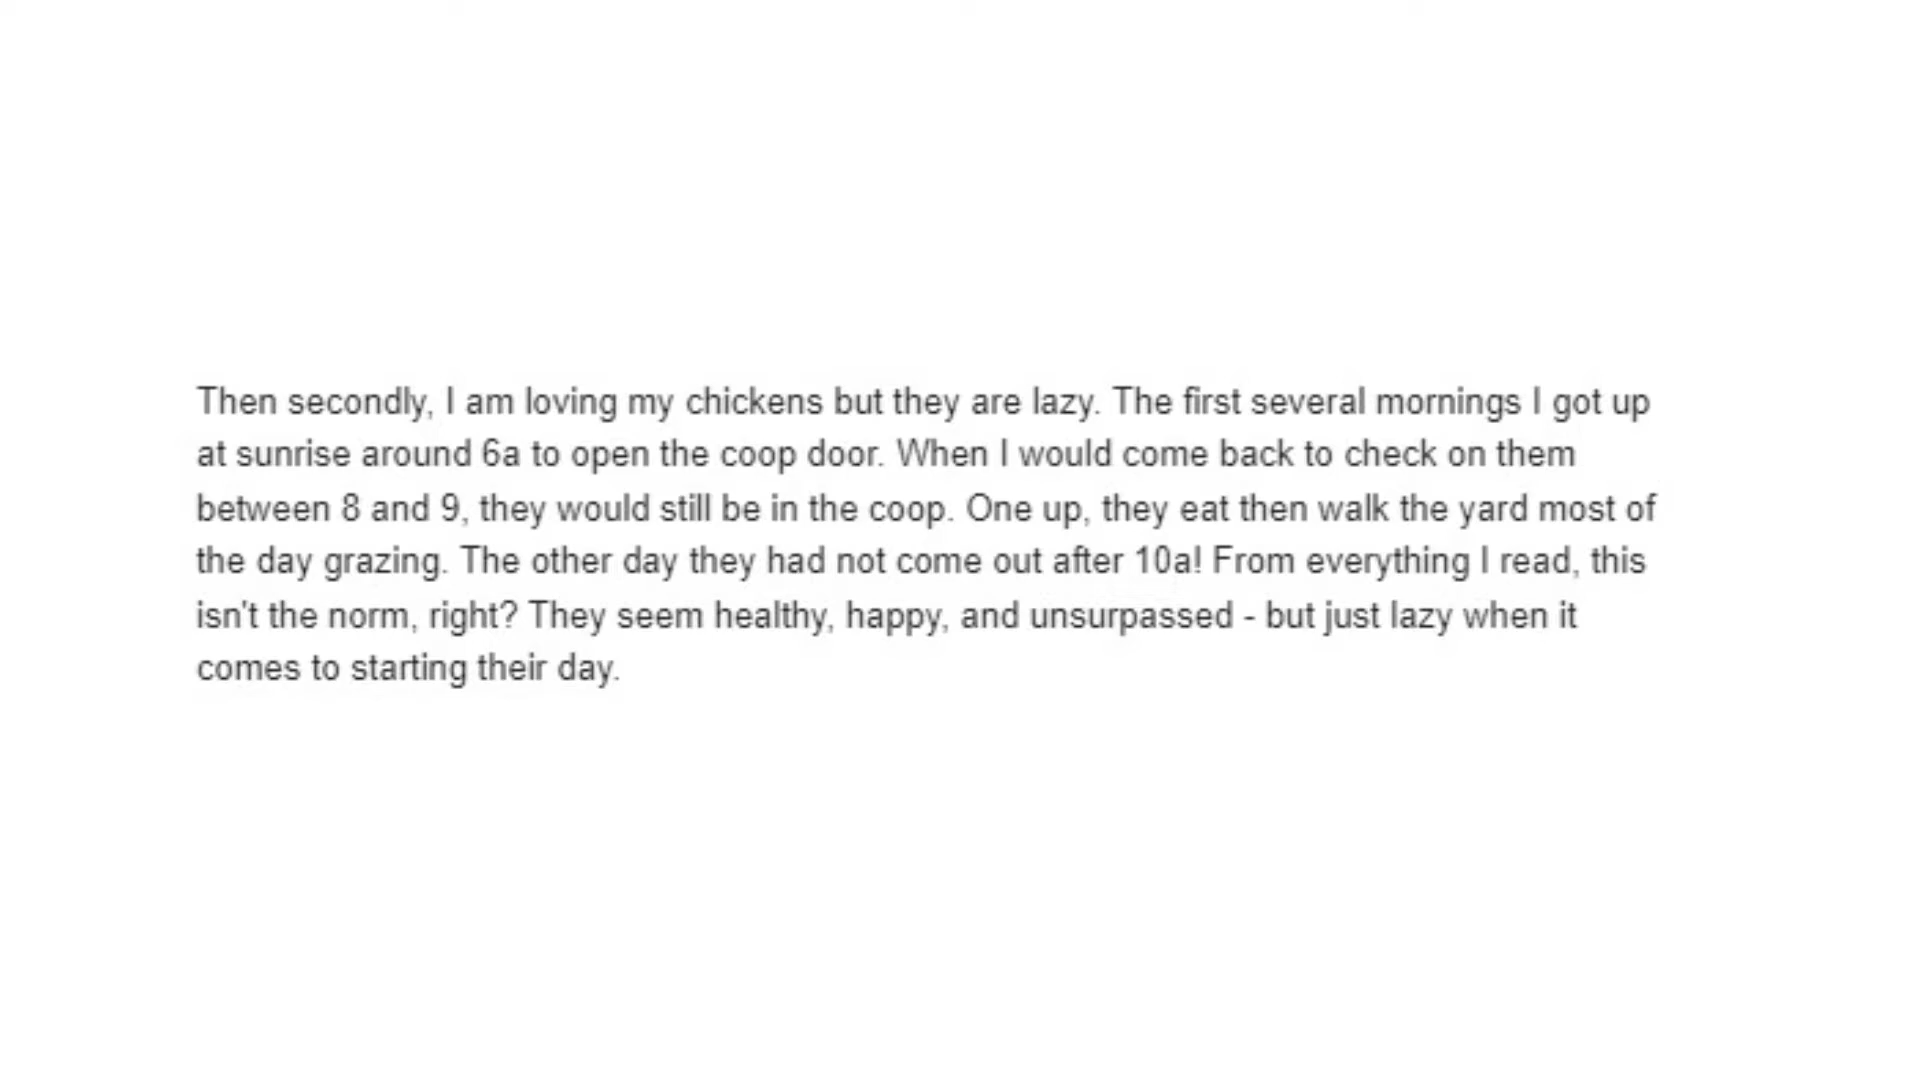 Then secondly, I am loving my chickens but they are lazy. The first several mornings I got up
at sunrise around 6a to open the coop door. When I would come back to check on them
between 8 and 9, they would still be in the coop. One up, they eat then walk the yard most of
the day grazing. The other day they had not come out after 10a! From everything I read, this
isn't the norm, right? They seem healthy, happy, and unsurpassed - but just lazy when it
comes to starting their day.